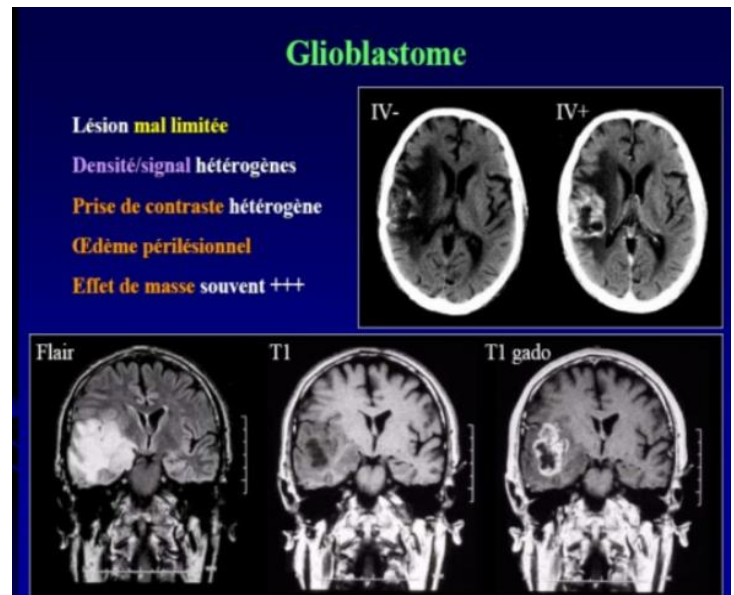 Glioblastome
Lésion mal limitée
Densité/signal hétérogènes
Prise de contraste hétérogène
Œdème périlésionnel
Effet de masse souvent +++
IV-
IV+
Flair
T1
T1 gado